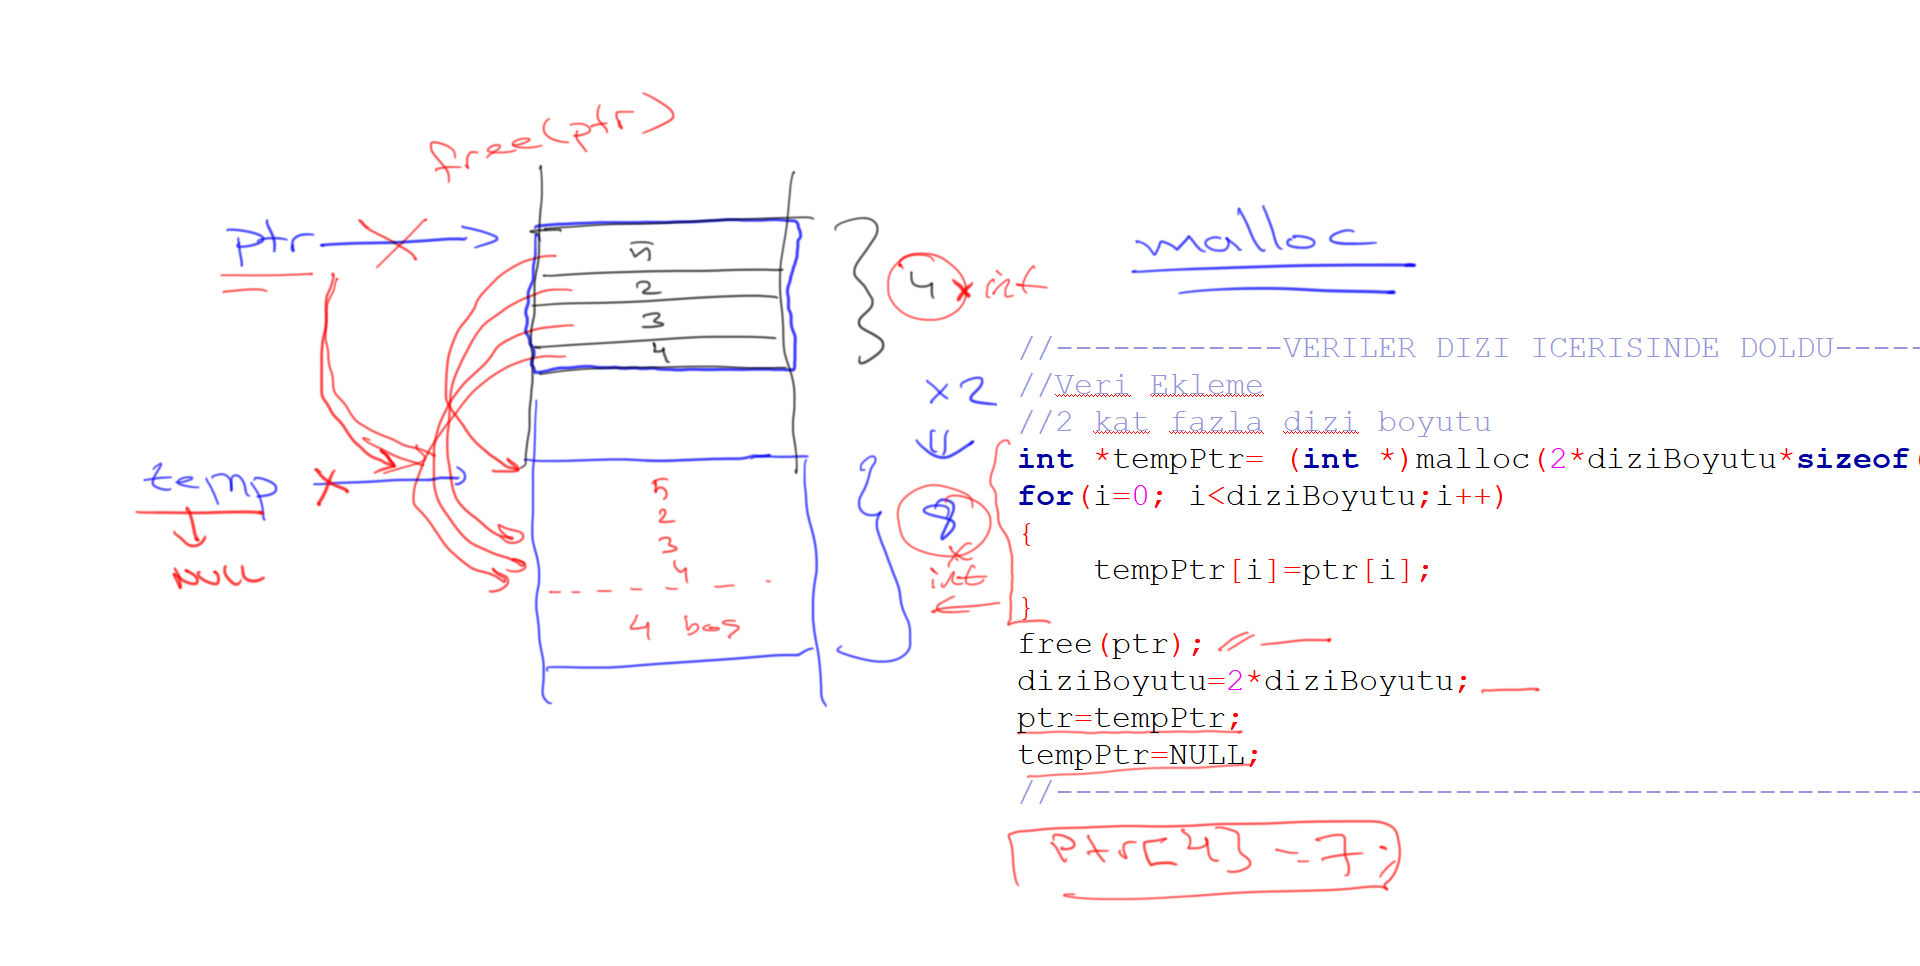 free(ptr)
ptr
5
2
3
4
4 * int
malloc
x2
temp
NULL
5
2
3
4
4 bos
8
x
int
//------------VERILER DIZI ICERISINDE DOLDU-----
//Veri Ekleme
//2 kat fazla dizi boyutu
int *tempPtr= (int *)malloc(2*diziBoyutu*sizeof(
for(i=0; i<diziBoyutu;i++)
{
tempPtr[i]=ptr[i];
}
free(ptr);
diziBoyutu=2*diziBoyutu;
ptr=tempPtr;
tempPtr=NULL;
//----------------------------------------------
Ptr[4] = 7;